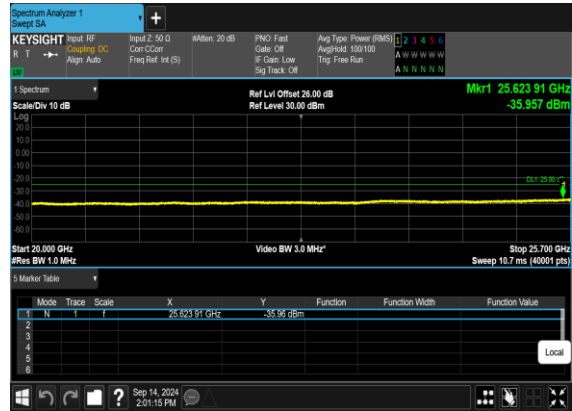 Spectrum Analyzer 1
Swept SA
+
KEYSIGHT Input: RF Input Z: 50 Ω #Atten: 20 dB PNO: Fast Avg Type: Power (RMS) 1 2 3 4 5 6
R T Coupling: DC Corr CCorr Gate: Off Avg|Hold: 100/100 A W W W W W
Align: Auto Freq Ref: Int (S) IF Gain: Low Trig: Free Run A N N N N N
Sig Track: Off
1 Spectrum Ref Lvl Offset 26.00 dB Mkr1 25.623 91 GHz
Scale/Div 10 dB Ref Level 30.00 dBm -35.957 dBm
Log
20.0
10.0
0.00
-10.0
-20.0
DL1 -25.00
-30.0
-40.0
-50.0
-60.0
Start 20.000 GHz Video BW 3.0 MHz* Stop 25.700 GHz
#Res BW 1.0 MHz Sweep 10.7 ms (40001 pts)
5 Marker Table
Mode Trace Scale X Y Function Function Width Function Value
1 N 1 f 25.623 91 GHz -35.96 dBm
2
3
4
5
6
Local
? Sep 14, 2024
2:01:15 PM